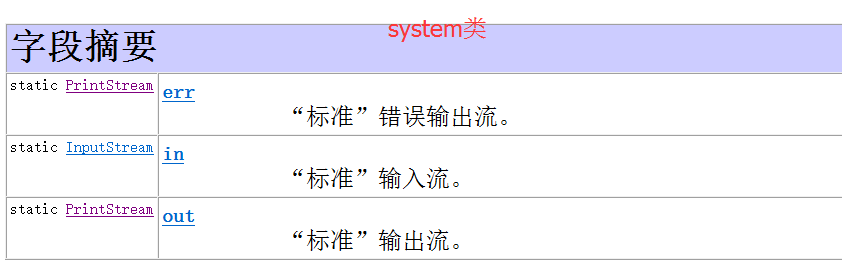 system类
字段摘要
static PrintStream
err
“标准”错误输出流。
static InputStream
in
“标准”输入流。
static PrintStream
out
“标准”输出流。